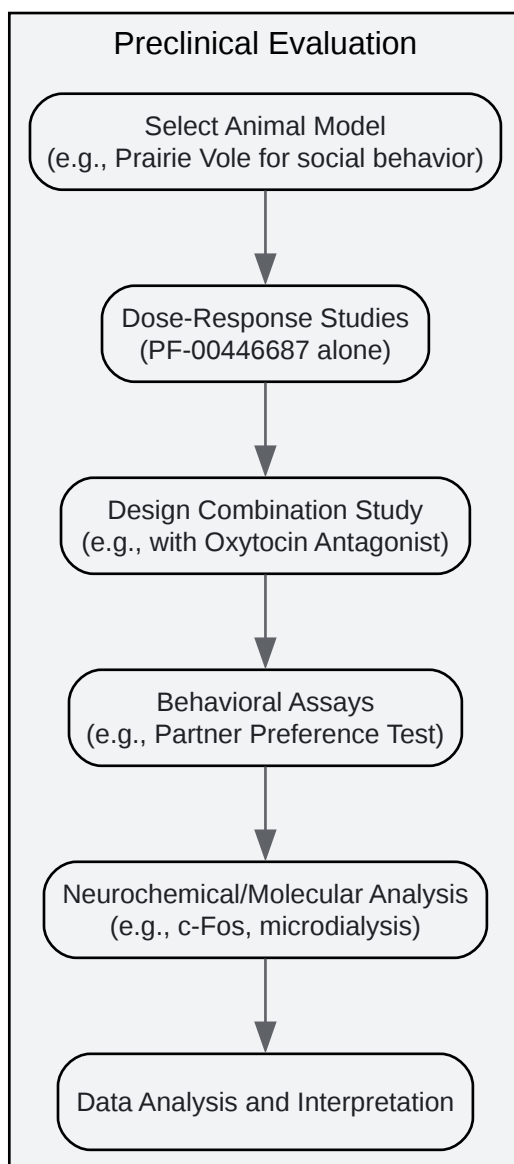 Preclinical Evaluation
Select Animal Model
(e.g., Prairie Vole for social behavior)
Dose-Response Studies
(PF-00446687 alone)
Design Combination Study
(e.g., with Oxytocin Antagonist)
Behavioral Assays
(e.g., Partner Preference Test)
Neurochemical/Molecular Analysis
(e.g., c-Fos, microdialysis)
Data Analysis and Interpretation